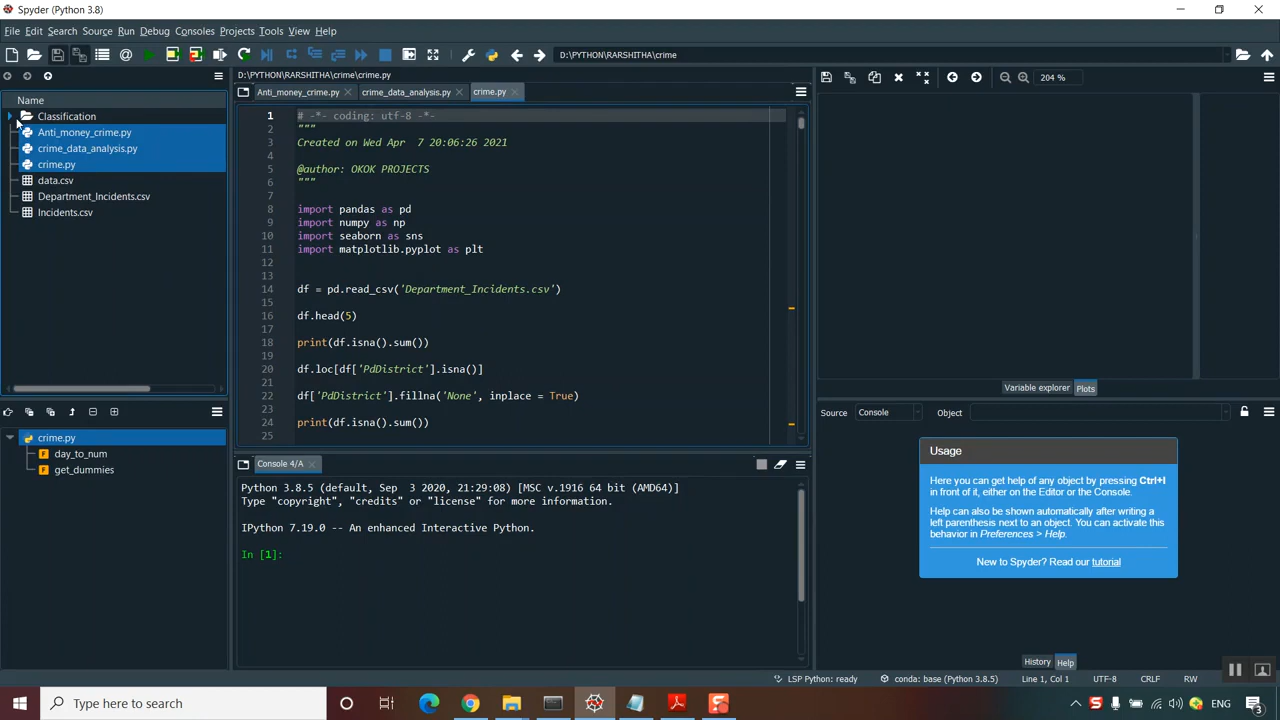 Spyder (Python 3.8)
File Edit Search Source Run Debug Consoles Projects Tools View Help
D:\PYTHON\RARSHITHA\crime
D:\PYTHON\RARSHITHA\crime\crime.py
204 %
Name
Anti_money_crime.py crime_data_analysis.py crime.py
Classification
Anti_money_crime.py
crime_data_analysis.py
crime.py
data.csv
Department_Incidents.csv
Incidents.csv
1 # -*- coding: utf-8 -*-
2 """
3 Created on Wed Apr  7 20:06:26 2021
4
5 @author: OKOK PROJECTS
6 """
7
8 import pandas as pd
9 import numpy as np
10 import seaborn as sns
11 import matplotlib.pyplot as plt
12
13
14 df = pd.read_csv('Department_Incidents.csv')
15
16 df.head(5)
17
18 print(df.isna().sum())
19
20 df.loc[df['PdDistrict'].isna()]
21
22 df['PdDistrict'].fillna('None', inplace = True)
23
24 print(df.isna().sum())
25
Variable explorer Plots
Source Console Object
crime.py
day_to_num
get_dummies
Usage
Here you can get help of any object by pressing Ctrl+I
in front of it, either on the Editor or the Console.
Help can also be shown automatically after writing a
left parenthesis next to an object. You can activate this
behavior in Preferences > Help.
New to Spyder? Read our tutorial
Console 4/A
Python 3.8.5 (default, Sep  3 2020, 21:29:08) [MSC v.1916 64 bit (AMD64)]
Type "copyright", "credits" or "license" for more information.
IPython 7.19.0 -- An enhanced Interactive Python.
In [1]:
History Help
LSP Python: ready conda: base (Python 3.8.5) Line 1, Col 1 UTF-8 CRLF RW
Type here to search
ENG
3